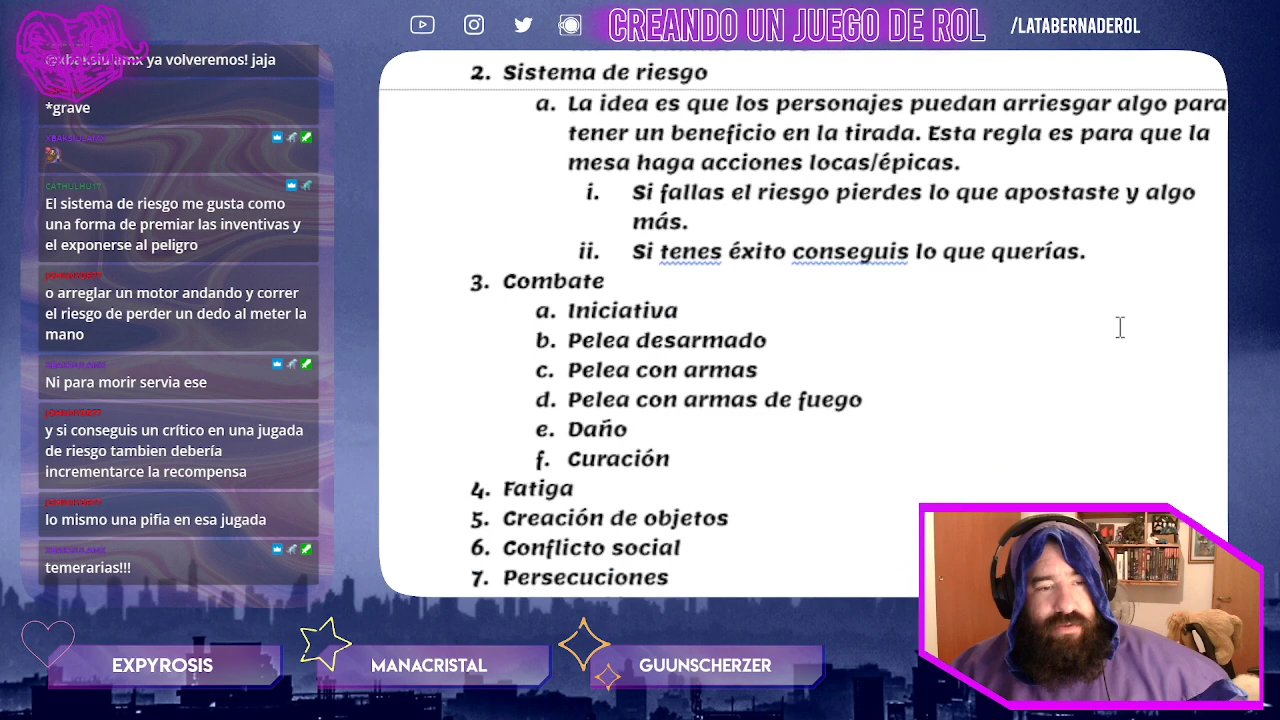 CREANDO UN JUEGO DE ROL
/LATABERNADEROL
ya volveremos! jaja
*grave
CATHULHU17
El sistema de riesgo me gusta como
una forma de premiar las inventivas y
el exponerse al peligro
o arreglar un motor andando y correr
el riesgo de perder un dedo al meter la
mano
Ni para morir servia ese
y si conseguis un crítico en una jugada
de riesgo tambien debería
incrementarce la recompensa
lo mismo una pifia en esa jugada
temerarias!!!
2. Sistema de riesgo
a. La idea es que los personajes puedan arriesgar algo para
tener un beneficio en la tirada. Esta regla es para que la
mesa haga acciones locas/épicas.
i. Si fallas el riesgo pierdes lo que apostaste y algo
más.
ii. Si tenes éxito conseguis lo que querías.
3. Combate
a. Iniciativa
b. Pelea desarmado
c. Pelea con armas
d. Pelea con armas de fuego
e. Daño
f. Curación
4. Fatiga
5. Creación de objetos
6. Conflicto social
7. Persecuciones
EXPYROSIS
MANACRISTAL
GUUNSCHERZER